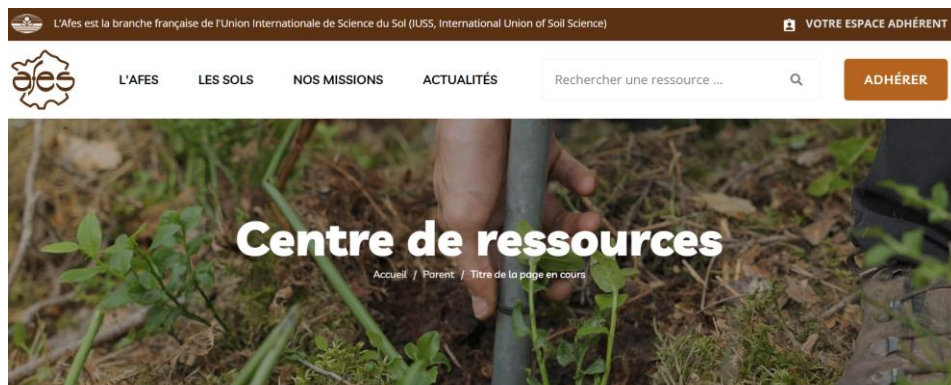 L'Afes est la branche française de l'Union Internationale de Science du Sol (IUSS, International Union of Soil Science)
VOTRE ESPACE ADHÉRENT
afes
L'AFES LES SOLS NOS MISSIONS ACTUALITÉS
Rechercher une ressource ...
ADHÉRER
Centre de ressources
Accueil / Parent / Titre de la page en cours